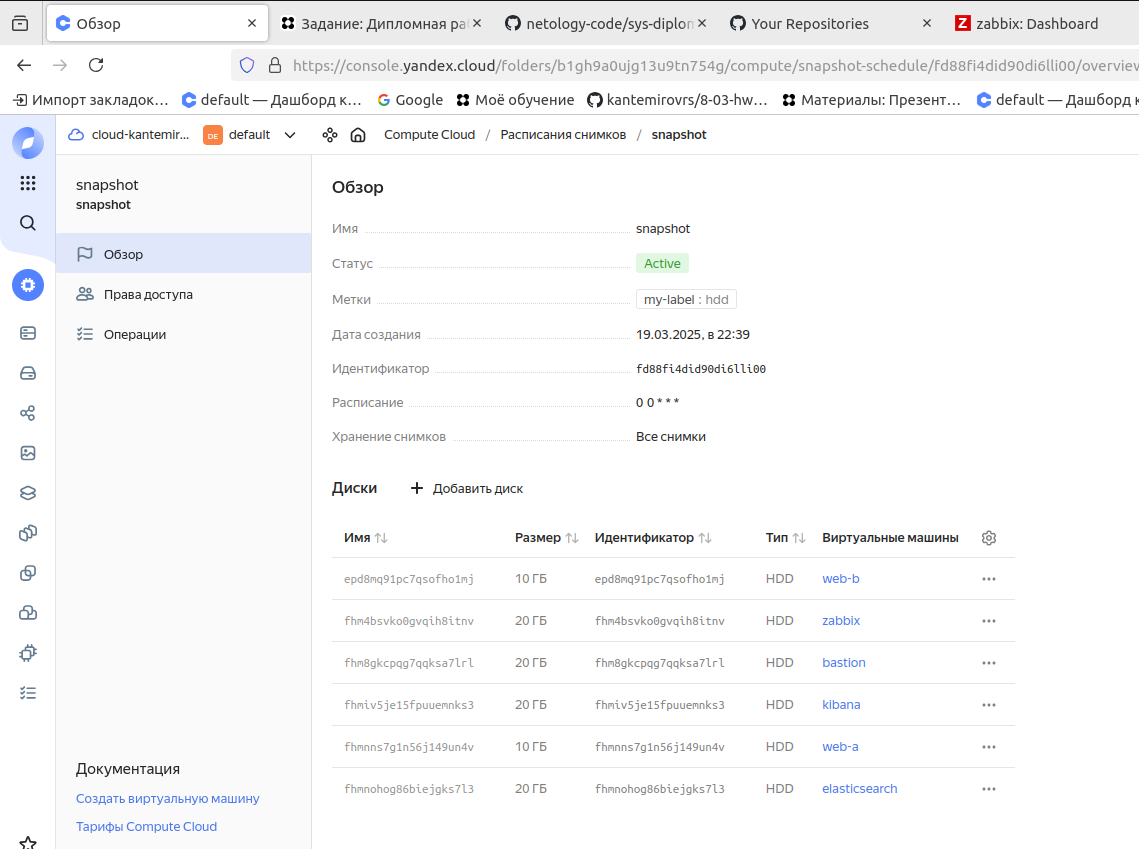 Обзор
Задание: Дипломная ра
netology-code/sys-diplon
Your Repositories
zabbix: Dashboard
https://console.yandex.cloud/folders/b1gh9a0ujg13u9tn754g/compute/snapshot-schedule/fd88fi4did90di6lli00/overview
Импорт закладок… default — Дашборд к… Google Моё обучение kantemirovrs/8-03-hw… Материалы: Презент… default — Дашборд к
cloud-kantemir... DE default Compute Cloud / Расписания снимков / snapshot
snapshot
snapshot
Обзор
Права доступа
Операции
Документация
Создать виртуальную машину
Тарифы Compute Cloud
Обзор
Имя snapshot
Статус Active
Метки my-label : hdd
Дата создания 19.03.2025, в 22:39
Идентификатор fd88fi4did90di6lli00
Расписание 0 0 * * *
Хранение снимков Все снимки
Диски + Добавить диск
Имя Размер Идентификатор Тип Виртуальные машины
epd8mq91pc7qsofho1mj 10 ГБ epd8mq91pc7qsofho1mj HDD web-b
fhm4bsvko0gvqih8itnv 20 ГБ fhm4bsvko0gvqih8itnv HDD zabbix
fhm8gkcpqg7qqksa7lrl 20 ГБ fhm8gkcpqg7qqksa7lrl HDD bastion
fhmiv5je15fpuuemnks3 20 ГБ fhmiv5je15fpuuemnks3 HDD kibana
fhmnns7g1n56j149un4v 10 ГБ fhmnns7g1n56j149un4v HDD web-a
fhmnohog86biejgks7l3 20 ГБ fhmnohog86biejgks7l3 HDD elasticsearch